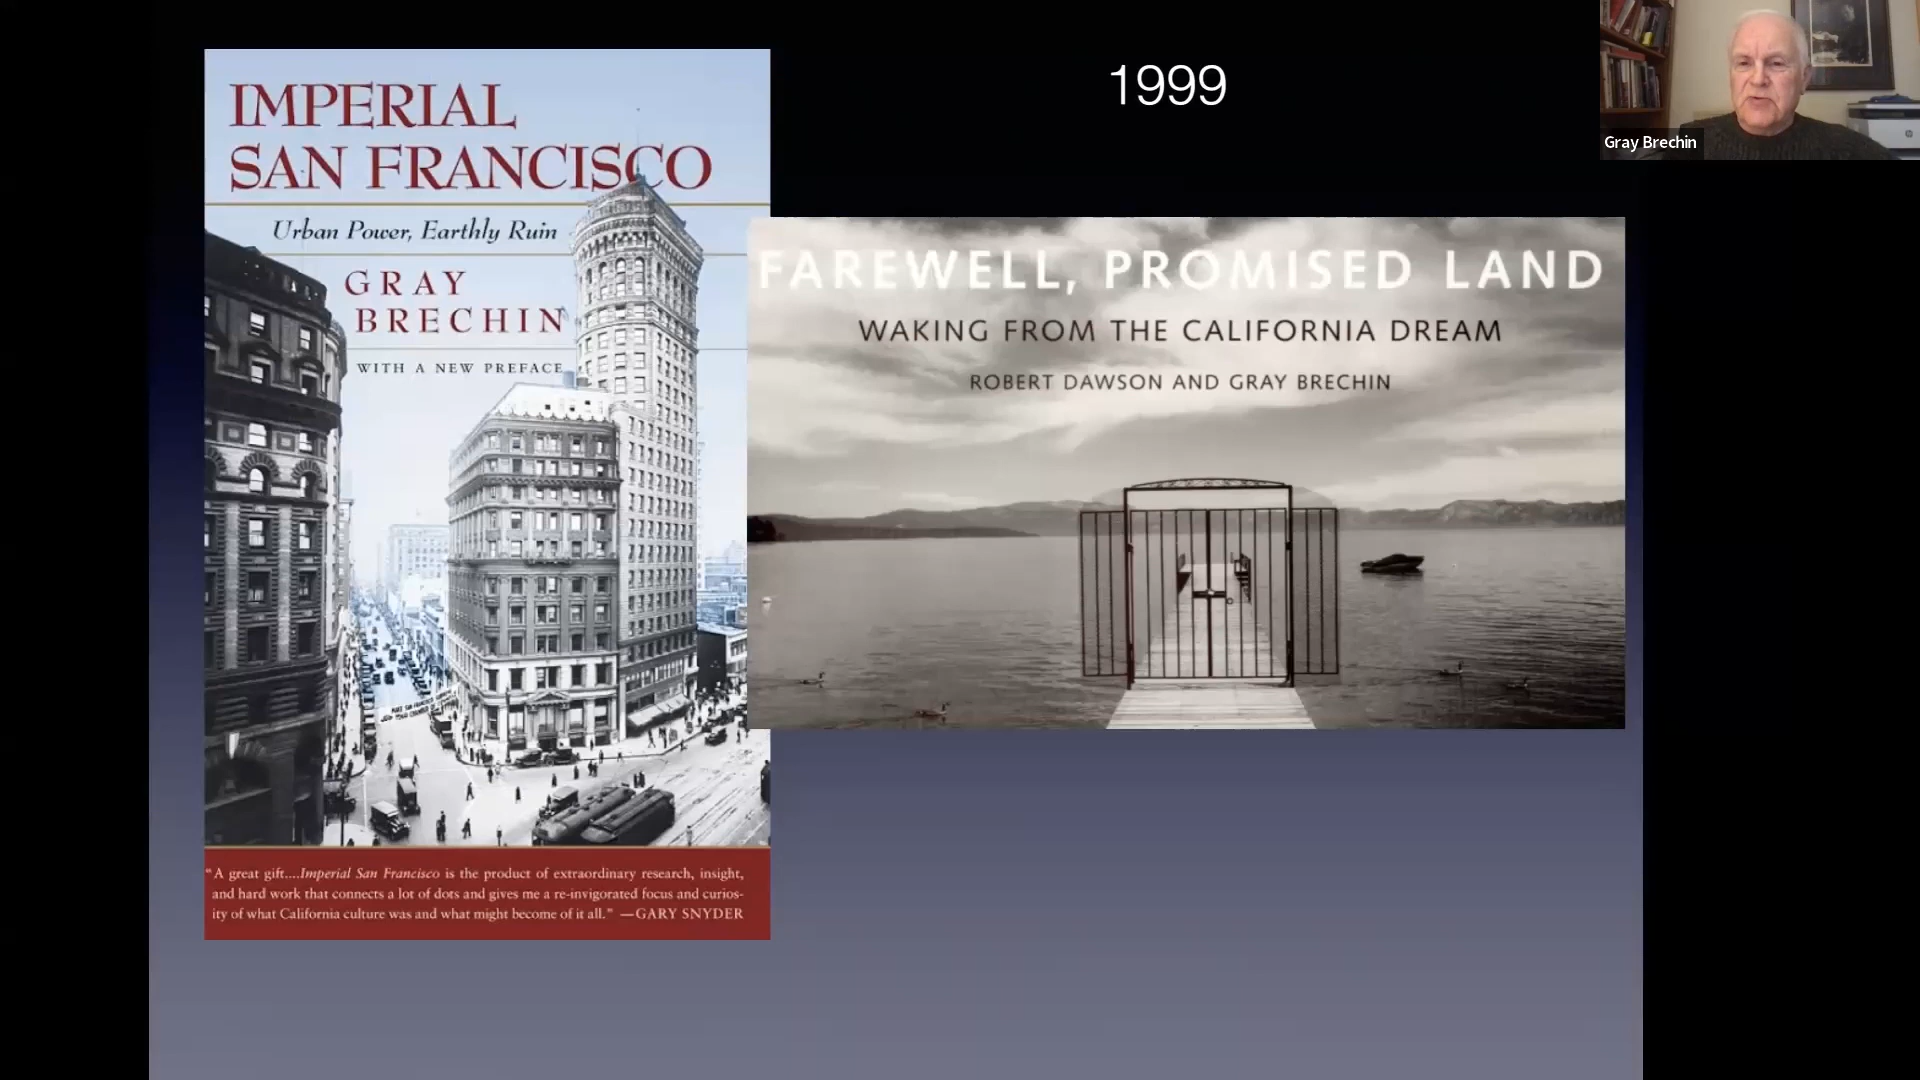 IMPERIAL
SAN FRANCISCO
Urban Power, Earthly Ruin
GRAY
BRECHIN
WITH A NEW PREFACE
"A great gift....Imperial San Francisco is the product of extraordinary research, insight,
and hard work that connects a lot of dots and gives me a re-invigorated focus and curios-
ity of what California culture was and what might become of it all." —GARY SNYDER
1999
FAREWELL, PROMISED LAND
WAKING FROM THE CALIFORNIA DREAM
ROBERT DAWSON AND GRAY BRECHIN
Gray Brechin